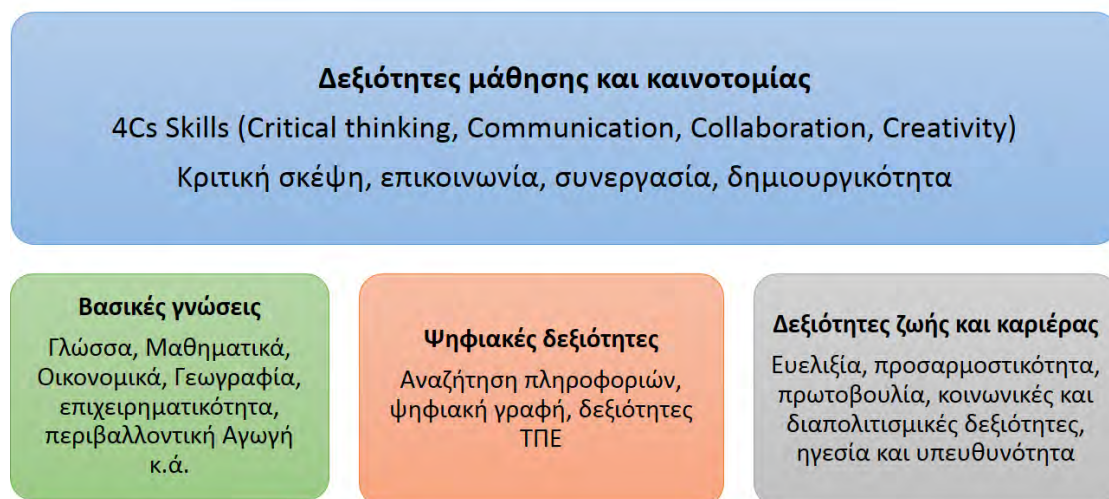 Δεξιότητες μάθησης και καινοτομίας
4Cs Skills (Critical thinking, Communication, Collaboration, Creativity)
Κριτική σκέψη, επικοινωνία, συνεργασία, δημιουργικότητα
Βασικές γνώσεις
Γλώσσα, Μαθηματικά,
Οικονομικά, Γεωγραφία,
επιχειρηματικότητα,
περιβαλλοντική Αγωγή
κ.ά.
Ψηφιακές δεξιότητες
Αναζήτηση πληροφοριών,
ψηφιακή γραφή, δεξιότητες
ΤΠΕ
Δεξιότητες ζωής και καριέρας
Ευελιξία, προσαρμοστικότητα,
πρωτοβουλία, κοινωνικές και
διαπολιτισμικές δεξιότητες,
ηγεσία και υπευθυνότητα